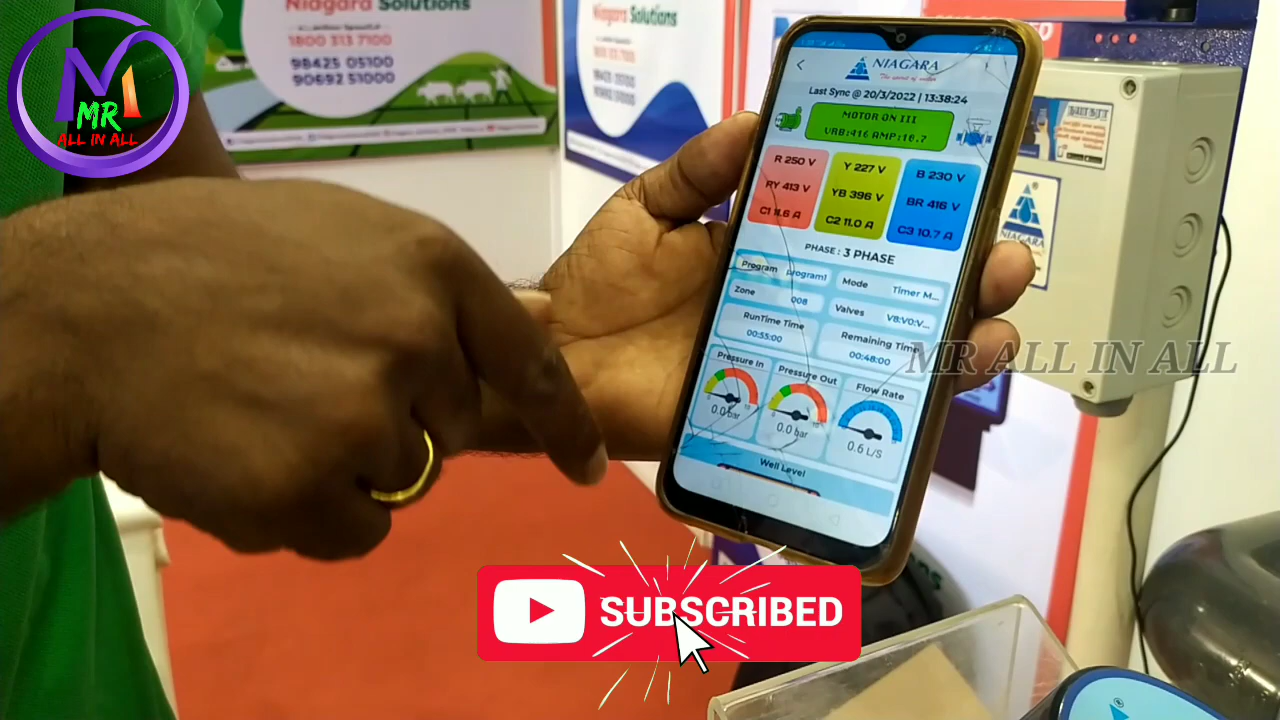 MR
ALL IN ALL
Niagara Solutions
1800 313 7100
98425 05100
90692 51000
Niagara Solutions
NIAGARA
Last Sync @ 20/3/2022 | 13:38:24
MOTOR ON III
VRB:416 AMP:10.7
R 250 V
RY 413 V
C1 11.6 A
Y 227 V
YB 396 V
C2 11.0 A
B 230 V
BR 416 V
C3 10.7 A
PHASE : 3 PHASE
Program program1
Mode Timer M...
Zone 008
Valves V8:V0:V...
RunTime Time
00:55:00
Remaining Time
00:48:00
Pressure In
0.0 bar
Pressure Out
0.0 bar
Flow Rate
0.6 L/S
Well Level
NIAGARA
MR ALL IN ALL
SUBSCRIBED